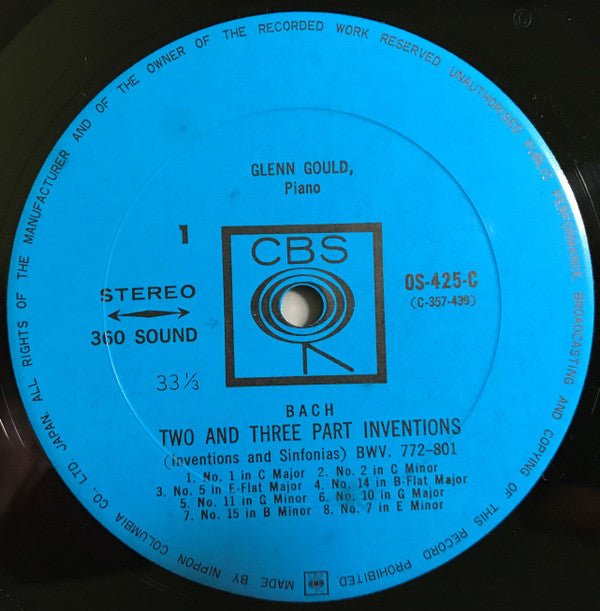 ALL RIGHTS OF THE MANUFACTURER AND OF THE OWNER OF THE RECORDED WORK RESERVED UNAUTHORISED PUBLIC PERFORMANCE, BROADCASTING AND COPYING OF THIS RECORD PROHIBITED
GLENN GOULD,
Piano
1
CBS
STEREO
360 SOUND
OS-425-C
(C-357-439)
33⅓
BACH
TWO AND THREE PART INVENTIONS
(Inventions and Sinfonias) BWV. 772-801
1. No. 1 in C Major 2. No. 2 in C Minor
3. No. 5 in E-Flat Major 4. No. 14 in B-Flat Major
5. No. 11 in G Minor 6. No. 10 in G Major
7. No. 15 in B Minor 8. No. 7 in E Minor
CBS
MADE BY NIPPON COLUMBIA CO., LTD. JAPAN